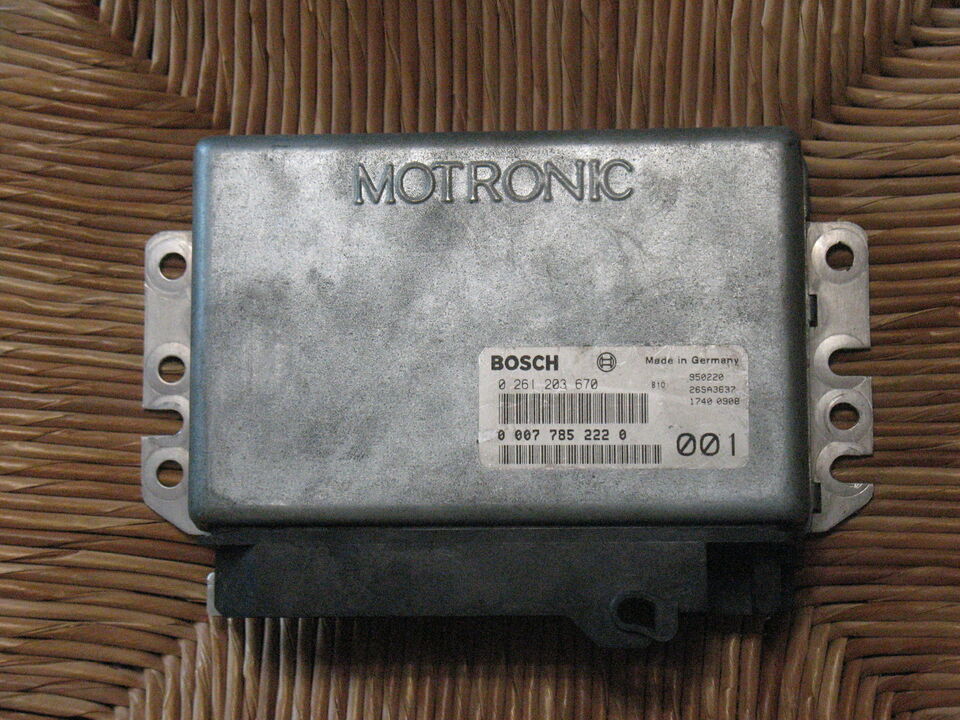 MOTRONIC
BOSCH Made in Germany
0 261 203 670 B10 950220
26SA3637
1740 0908
0 007 785 222 0 001